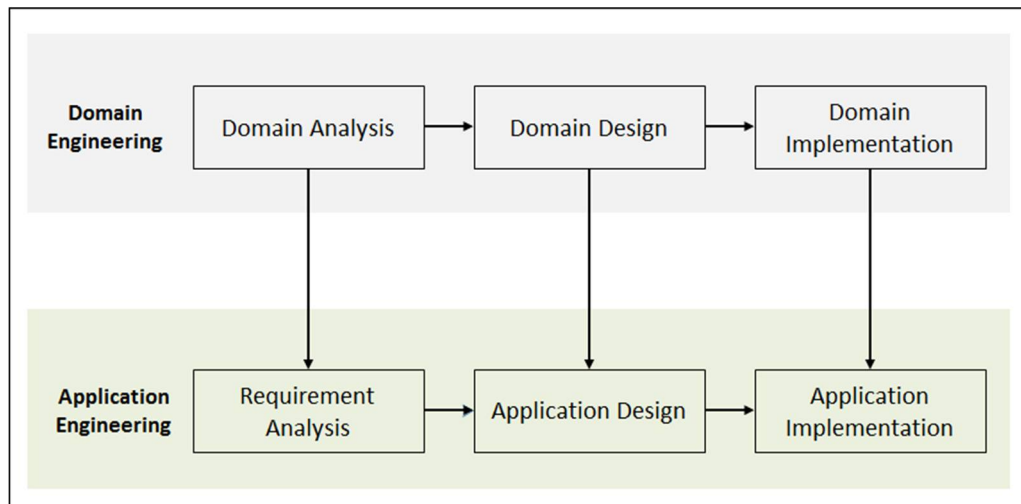 Domain
Engineering
Domain Analysis
Domain Design
Domain
Implementation
Application
Engineering
Requirement
Analysis
Application Design
Application
Implementation